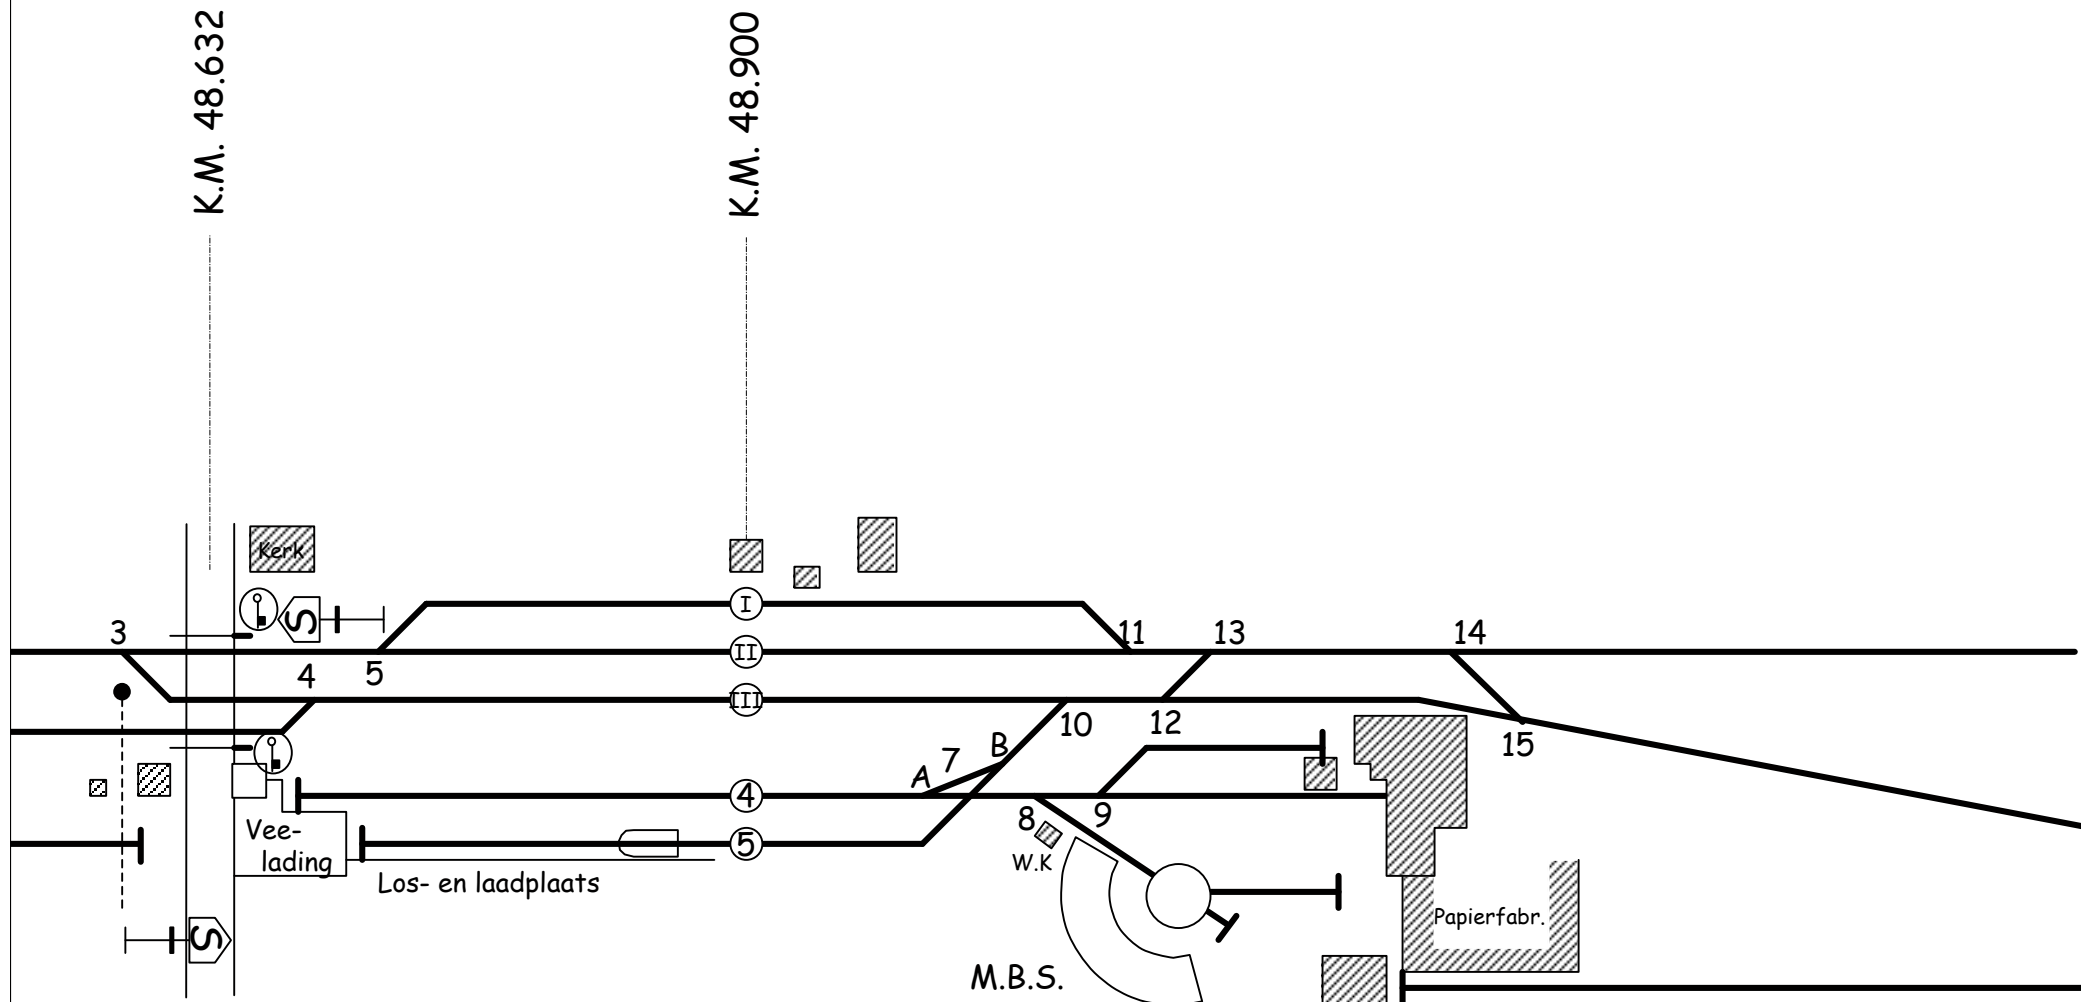 K.M. 48.632
K.M. 48.900
Kerk
I
S
3
11
13
14
II
4
5
III
10
12
15
B
7
A
4
8
9
Vee-
lading
5
W.K
Los- en laadplaats
Papierfabr.
S
M.B.S.